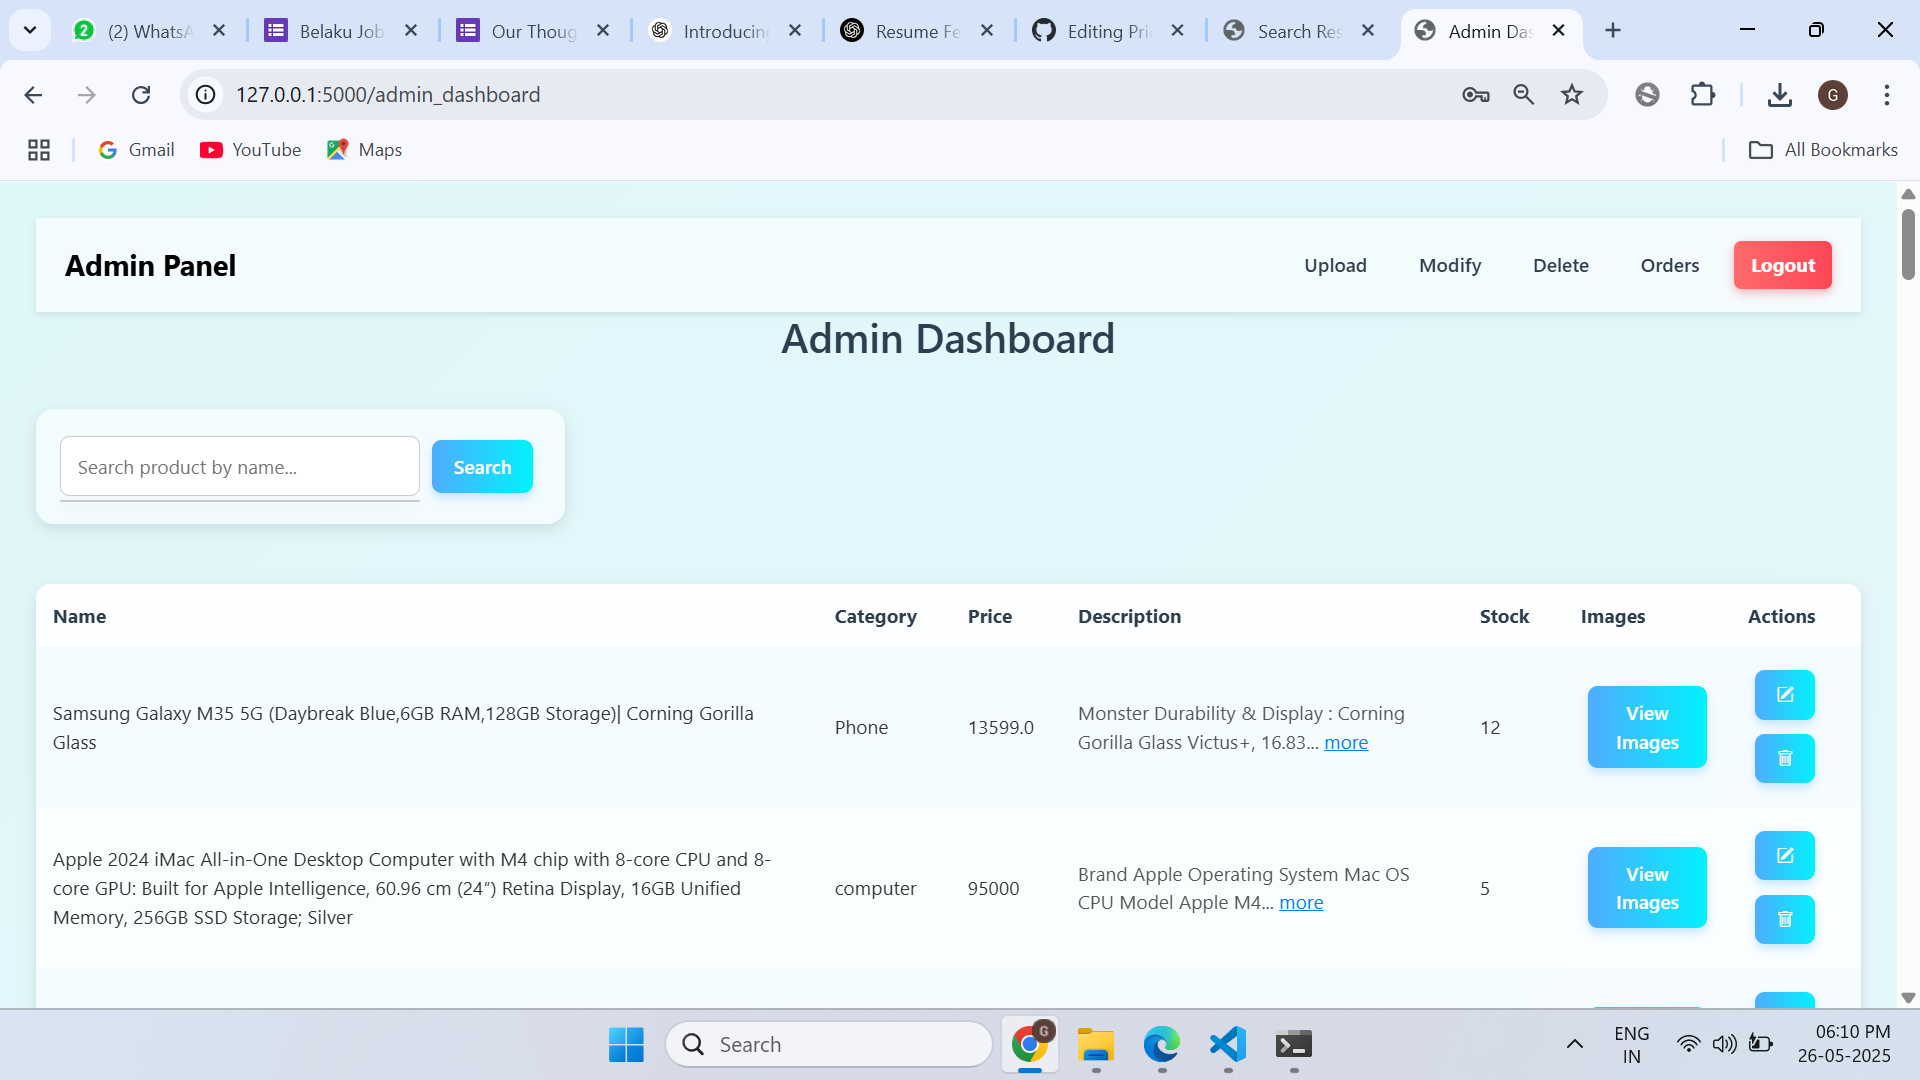 2
(2) WhatsA
Belaku Job
Our Thoug
Introducing
Resume Fe
Editing Pri
Search Res
Admin Das
127.0.0.1:5000/admin_dashboard
G
Gmail
YouTube
Maps
All Bookmarks
Admin Panel
Upload
Modify
Delete
Orders
Logout
Admin Dashboard
Search product by name...
Search
Name
Category
Price
Description
Stock
Images
Actions
Samsung Galaxy M35 5G (Daybreak Blue,6GB RAM,128GB Storage)| Corning Gorilla
Glass
Phone
13599.0
Monster Durability & Display : Corning
Gorilla Glass Victus+, 16.83... more
12
View
Images
Apple 2024 iMac All-in-One Desktop Computer with M4 chip with 8-core CPU and 8-
core GPU: Built for Apple Intelligence, 60.96 cm (24″) Retina Display, 16GB Unified
Memory, 256GB SSD Storage; Silver
computer
95000
Brand Apple Operating System Mac OS
CPU Model Apple M4... more
5
View
Images
Search
G
ENG
IN
06:10 PM
26-05-2025